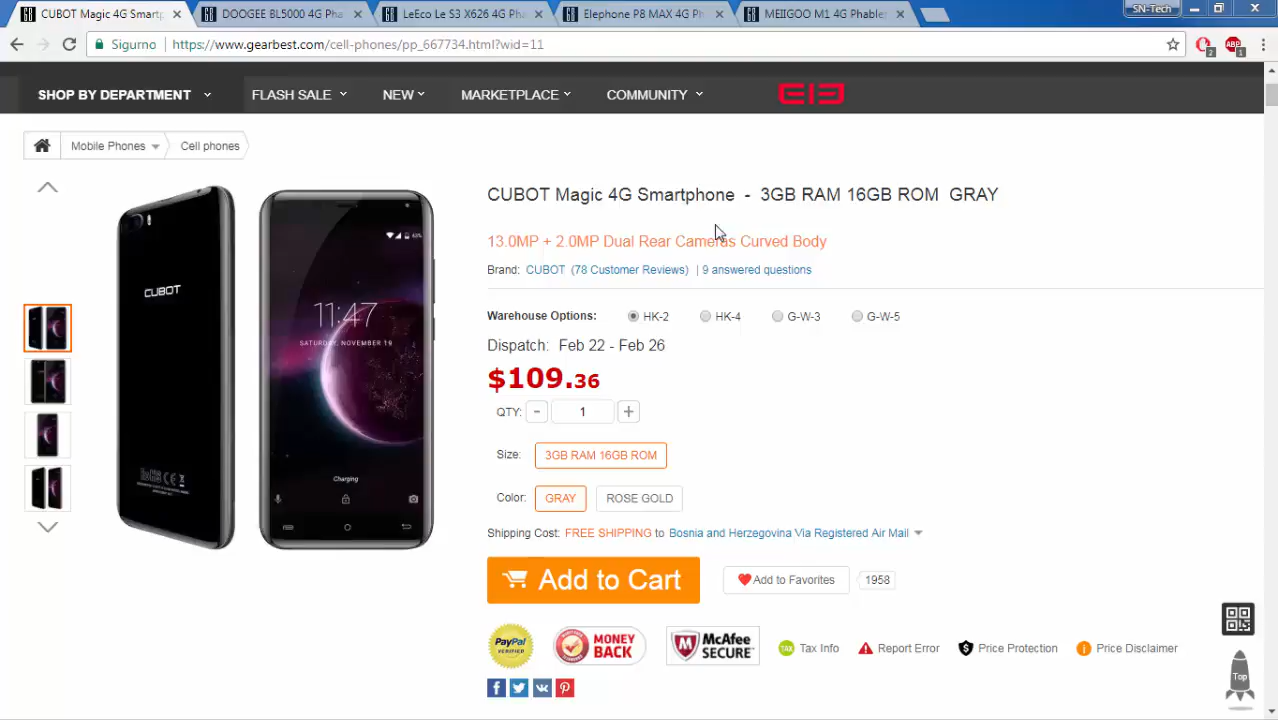 CUBOT Magic 4G Smartp
DOOGEE BL5000 4G Pha
LeEco Le S3 X626 4G Ph
Elephone P8 MAX 4G P
MEIIGOO M1 4G Phable
SN-Tech
Sigurno https://www.gearbest.com/cell-phones/pp_667734.html?wid=11
2
ABP
1
SHOP BY DEPARTMENT
FLASH SALE
NEW
MARKETPLACE
COMMUNITY
Mobile Phones
Cell phones
CUBOT Magic 4G Smartphone - 3GB RAM 16GB ROM GRAY
13.0MP + 2.0MP Dual Rear Cameras Curved Body
Brand: CUBOT (78 Customer Reviews) | 9 answered questions
Warehouse Options: HK-2 HK-4 G-W-3 G-W-5
Dispatch: Feb 22 - Feb 26
$109.36
QTY: - 1 +
Size: 3GB RAM 16GB ROM
Color: GRAY ROSE GOLD
Shipping Cost: FREE SHIPPING to Bosnia and Herzegovina Via Registered Air Mail
Add to Cart
Add to Favorites
1958
PayPal
VERIFIED
MONEY
BACK
McAfee
SECURE
TAX
Tax Info
Report Error
Price Protection
Price Disclaimer
Top
CUBOT
11:47
SATURDAY, NOVEMBER 19
Charging